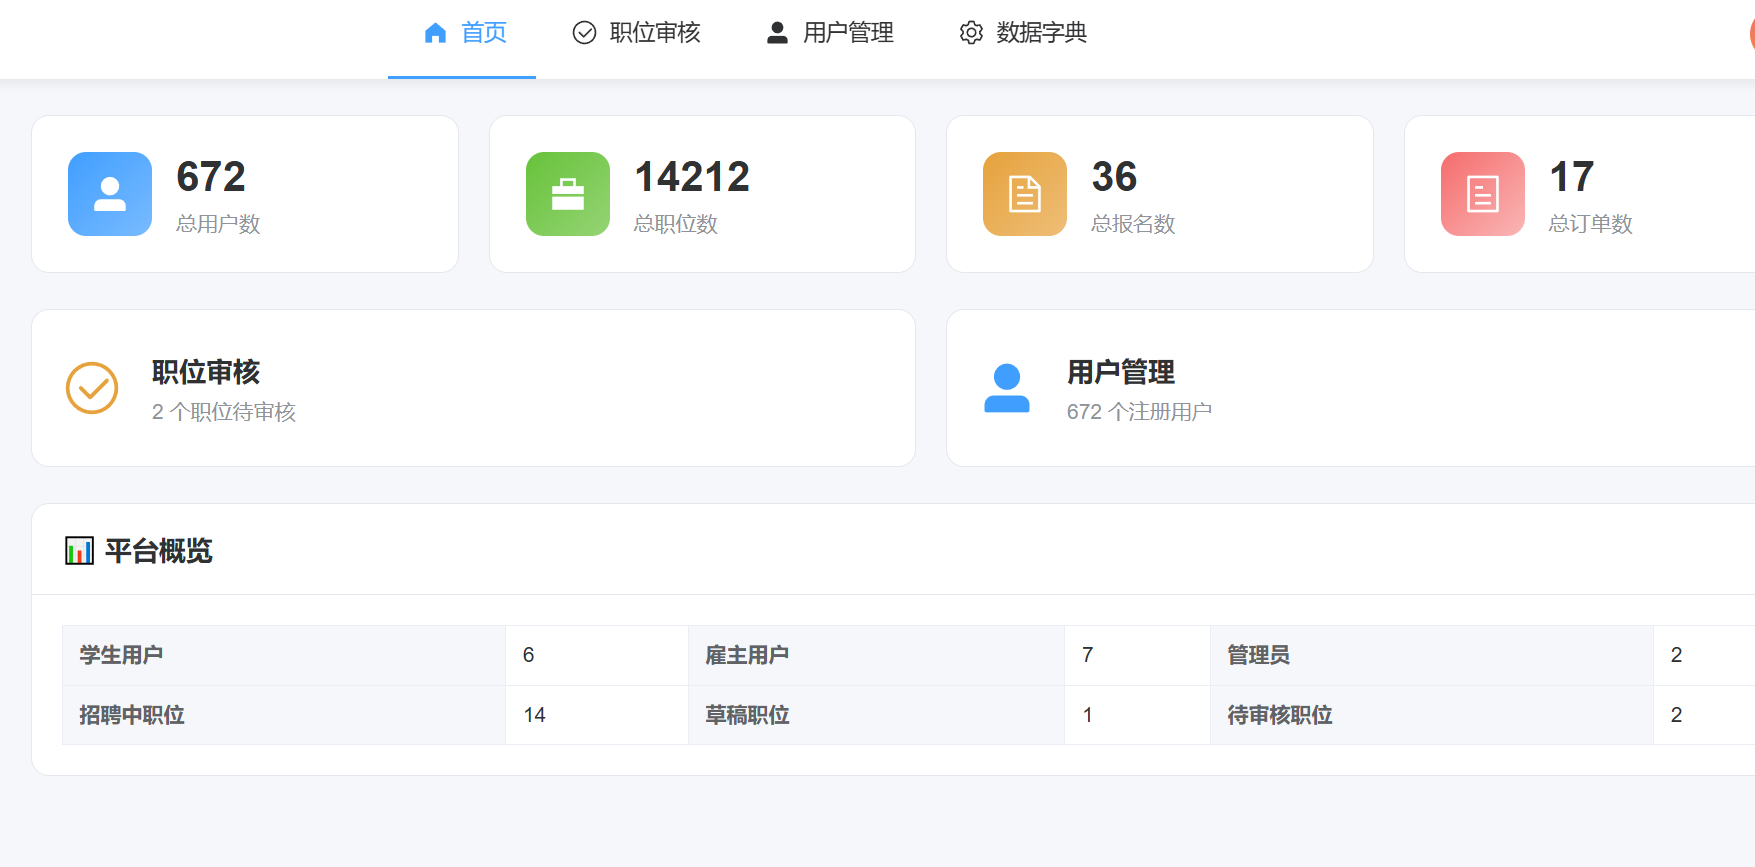 首页 职位审核 用户管理 数据字典
672 14212 36 17
总用户数 总职位数 总报名数 总订单数
职位审核 用户管理
2 个职位待审核 672 个注册用户
平台概览
学生用户 6 雇主用户 7 管理员 2
招聘中职位 14 草稿职位 1 待审核职位 2